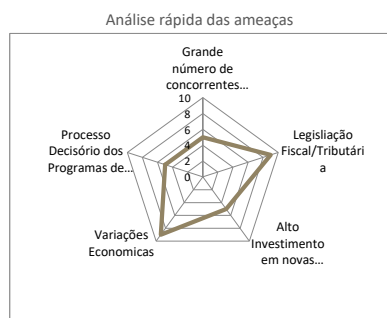 Análise rápida das ameaças
Grande
número de
concorrentes...
10
8
6
4
2
0
Processo
Decisório dos
Programas de...
Legisliação
Fiscal/Tributári
a
Variações
Economicas
Alto
Investimento
em novas...